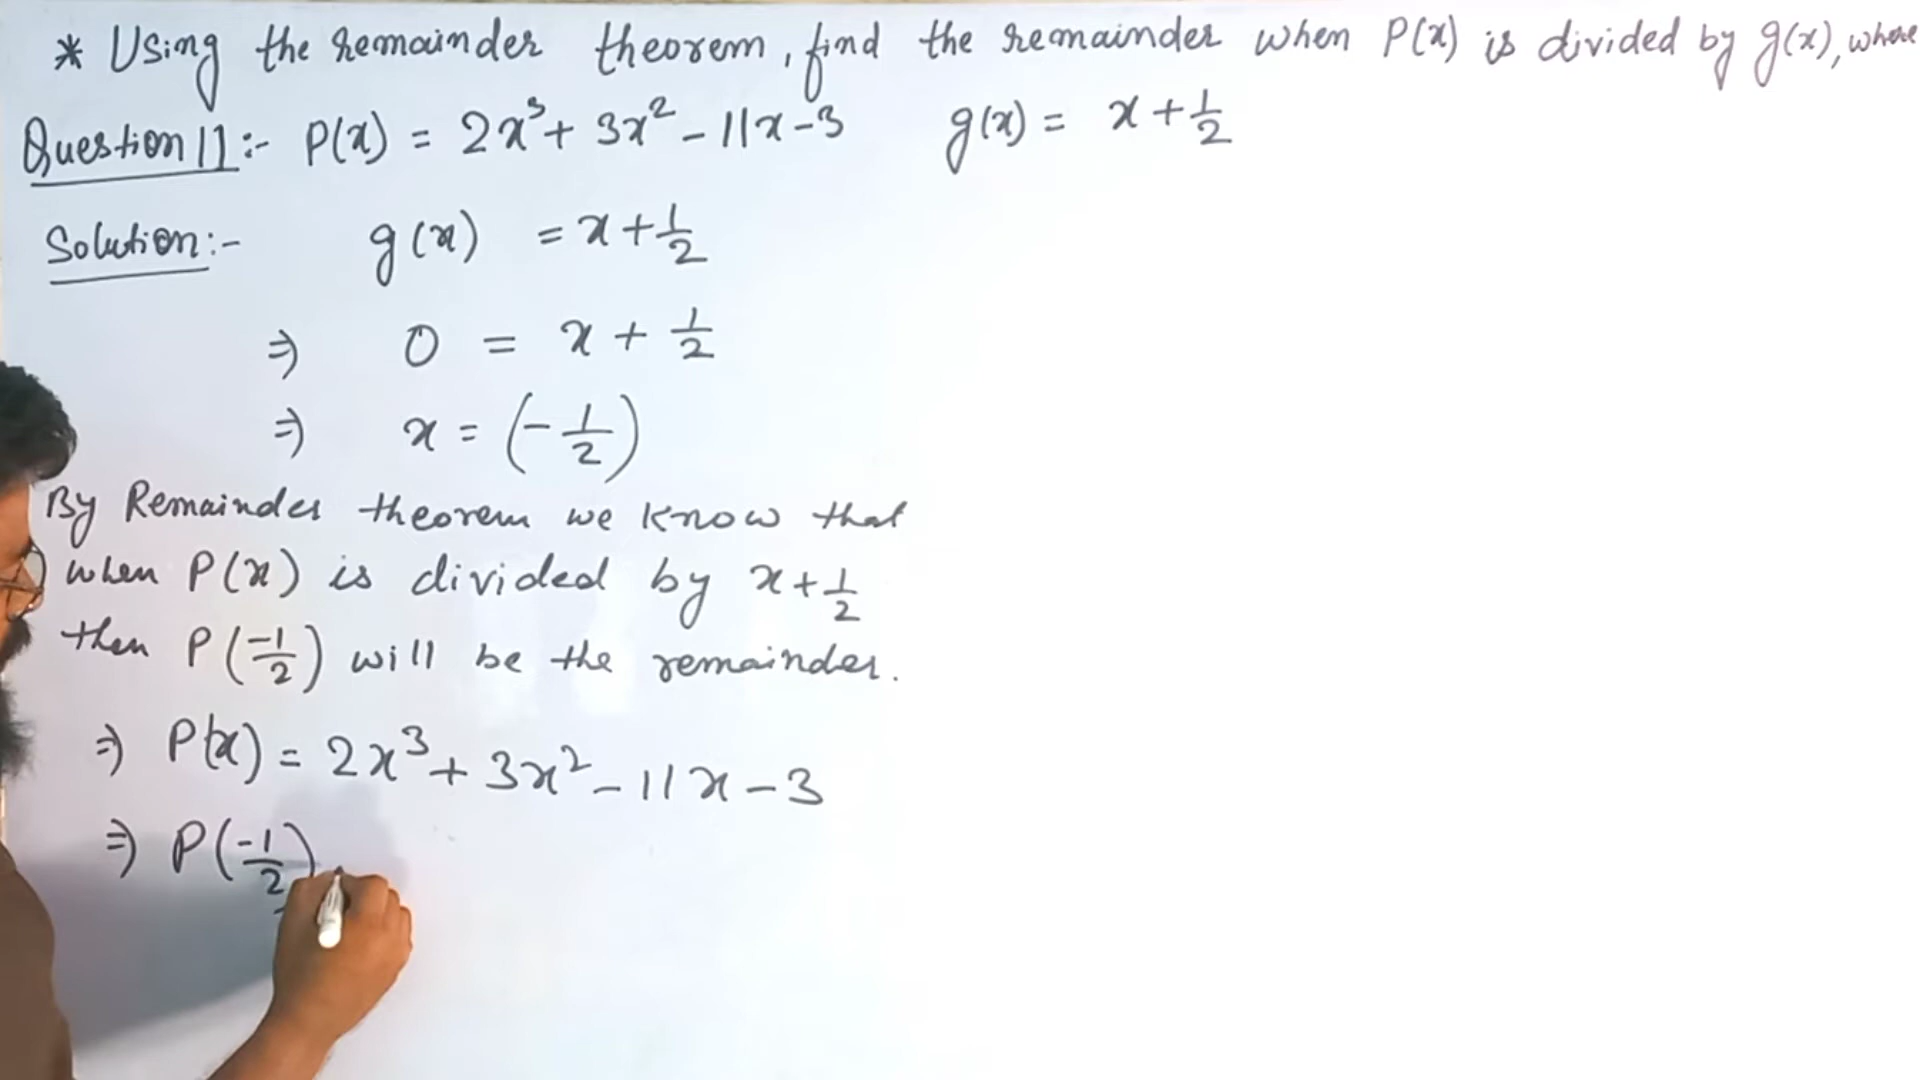 * Using the remainder theorem, find the remainder when P(x) is divided by g(x), where
Question 11:- P(x) = 2x³ + 3x² - 11x - 3 g(x) = x + 1/2
Solution:- g(x) = x + 1/2
⇒ 0 = x + 1/2
⇒ x = (- 1/2)
By Remainder theorem we know that
when P(x) is divided by x + 1/2
then P(-1/2) will be the remainder.
⇒ P(x) = 2x³ + 3x² - 11x - 3
⇒ P(-1/2)